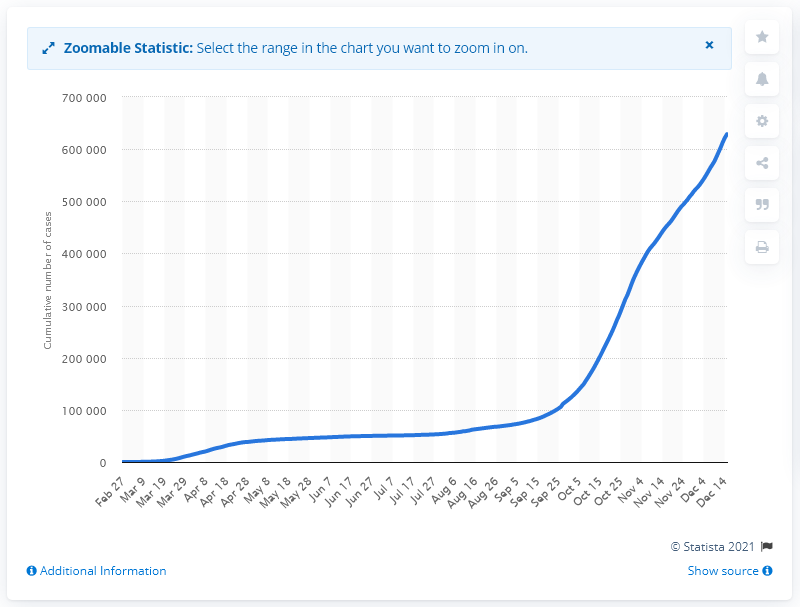 Zoomable Statistic: Select the range in the chart you want to zoom in on.
×
Cumulative number of cases
700 000
600 000
500 000
400 000
300 000
200 000
100 000
0
Feb 27
Mar 9
Mar 19
Mar 29
Apr 8
Apr 18
Apr 28
May 8
May 18
May 28
Jun 7
Jun 17
Jun 27
Jul 7
Jul 17
Jul 27
Aug 6
Aug 16
Aug 26
Sep 5
Sep 15
Sep 25
Oct 5
Oct 15
Oct 25
Nov 4
Nov 14
Nov 24
Dec 4
Dec 14
© Statista 2021
Additional Information
Show source